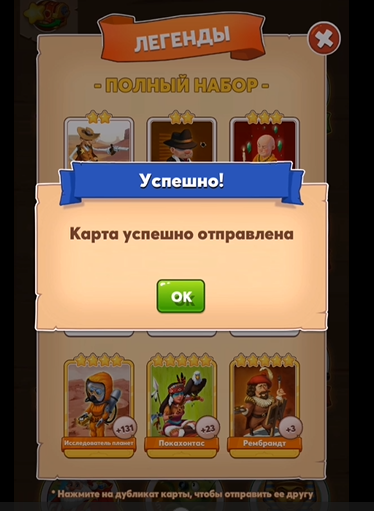 ЛЕГЕНДЫ
- ПОЛНЫЙ НАБОР -
Успешно!
Карта успешно отправлена
OK
+131
+23
+3
Исследователь планет
Покахонтос
Рембрандт
* Нажмите на дубликат карты, чтобы отправить ее другу